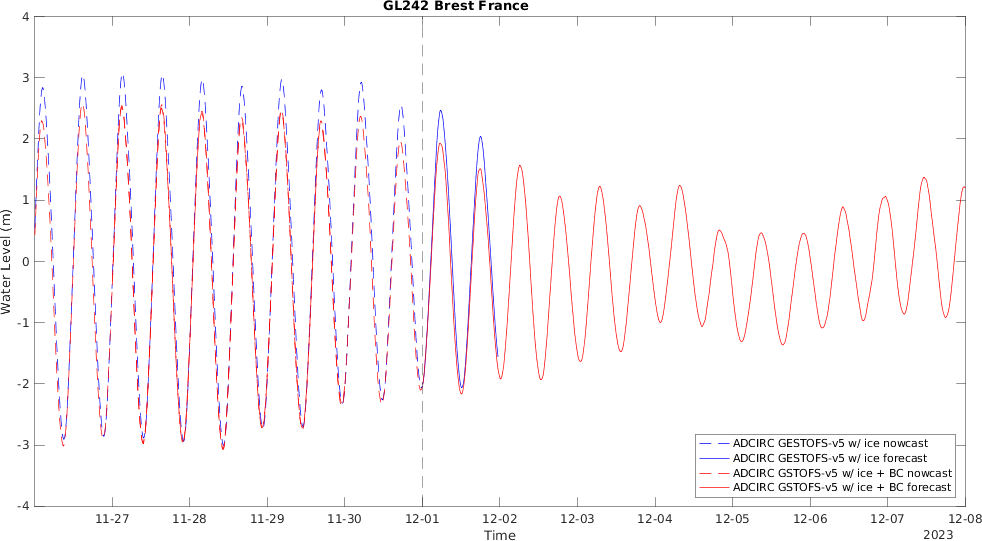 GL242 Brest France
4
3
2
1
0
-1
-2
-3
-4
Water Level (m)
ADCIRC GESTOFS-v5 w/ ice nowcast
ADCIRC GESTOFS-v5 w/ ice forecast
ADCIRC GSTOFS-v5 w/ ice + BC nowcast
ADCIRC GSTOFS-v5 w/ ice + BC forecast
11-27 11-28 11-29 11-30 12-01 12-02 12-03 12-04 12-05 12-06 12-07 12-08
Time
2023